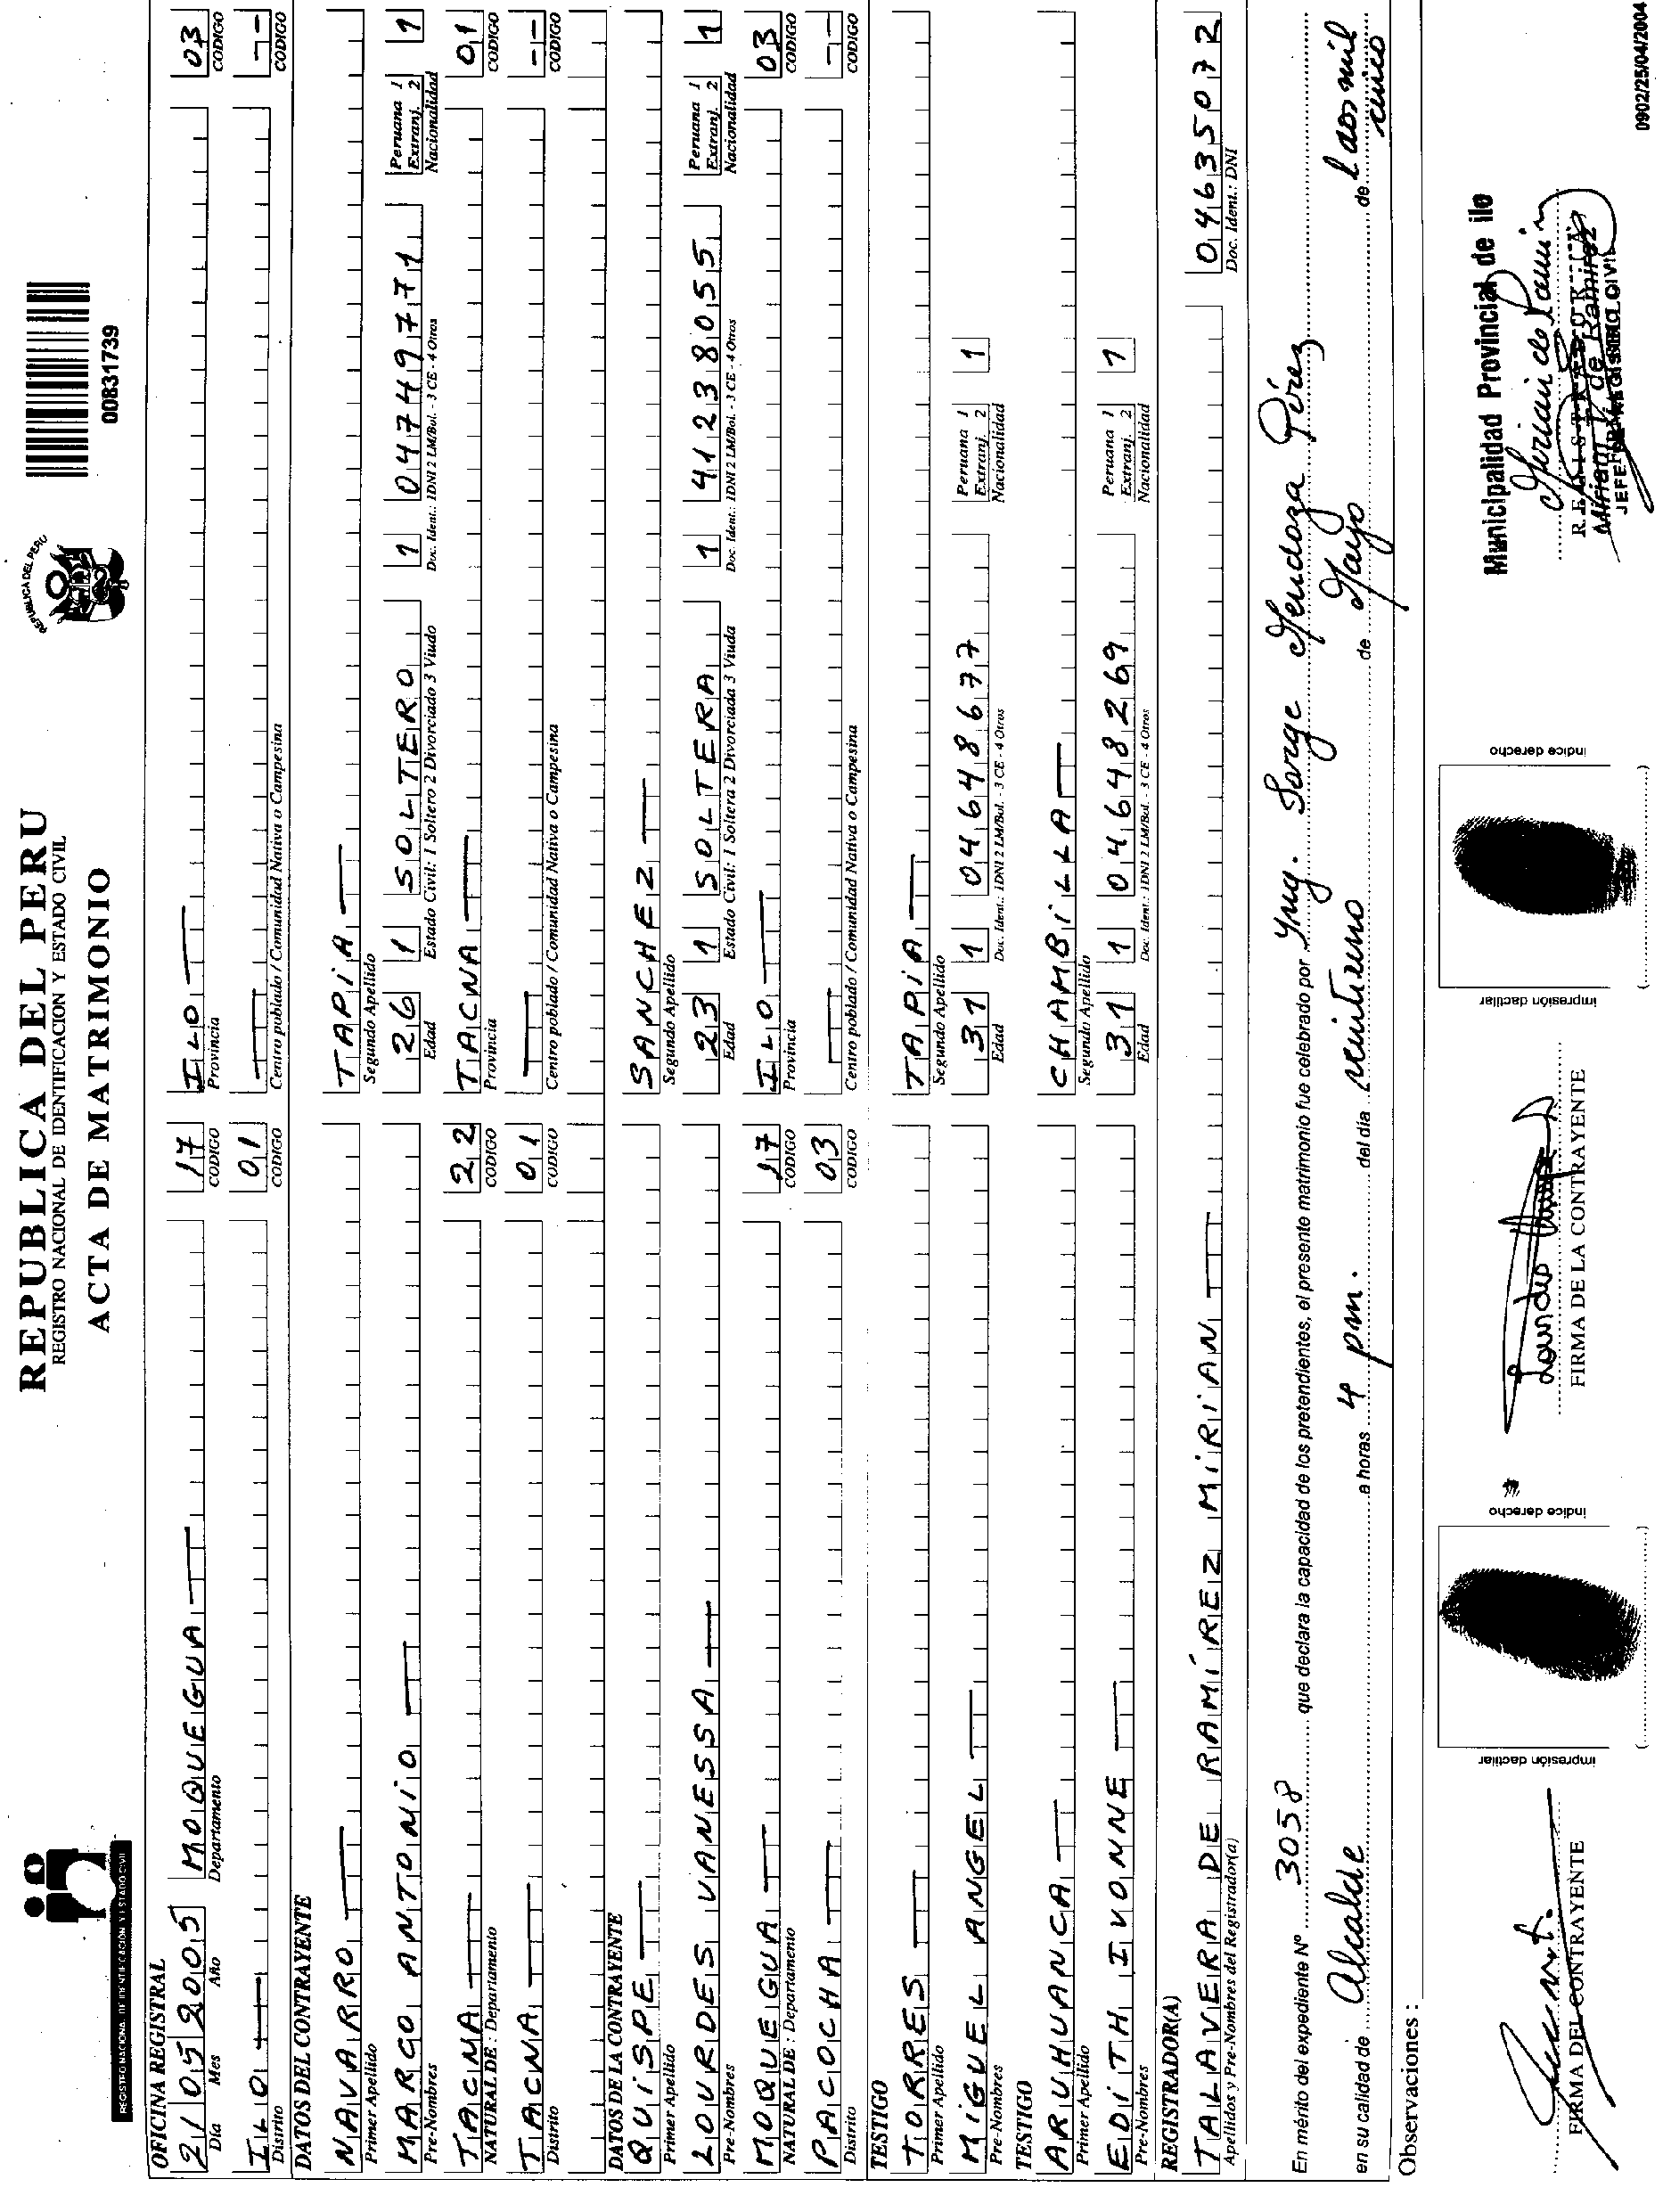 REGISTRO NACIONAL DE IDENTIFICACION Y ESTADO CIVIL
REPUBLICA DEL PERU
REGISTRO NACIONAL DE IDENTIFICACION Y ESTADO CIVIL
ACTA DE MATRIMONIO
REPUBLICA DEL PERU
00831739
OFICINA REGISTRAL
21 05 2005 MOQUEGUA 17 ILO 03
Día Mes Año Departamento CODIGO Provincia CODIGO
ILO 01 --
Distrito CODIGO Centro poblado / Comunidad Nativa o Campesina CODIGO
DATOS DEL CONTRAYENTE
NAVARRO TAPIA
Primer Apellido Segundo Apellido
MARCO ANTONIO 26 1 SOLTERO 1 04749771 Peruana 1 Extranj. 2 1
Pre-Nombres Edad Estado Civil: 1 Soltero 2 Divorciado 3 Viudo Doc. Ident.: 1DNI 2 LM/Bol. - 3 CE - 4 Otros Nacionalidad
TACNA 22 TACNA 01
NATURAL DE : Departamento CODIGO Provincia CODIGO
TACNA 01 --
Distrito CODIGO Centro poblado / Comunidad Nativa o Campesina CODIGO
DATOS DE LA CONTRAYENTE
QUISPE SANCHEZ
Primer Apellido Segundo Apellido
LOURDES VANESSA 23 1 SOLTERA 1 41238055 Peruana 1 Extranj. 2 1
Pre-Nombres Edad Estado Civil: 1 Soltera 2 Divorciada 3 Viuda Doc. Ident.: 1DNI 2 LM/Bol. - 3 CE - 4 Otros Nacionalidad
MOQUEGUA 17 ILO 03
NATURAL DE : Departamento CODIGO Provincia CODIGO
PACOCHA 03 --
Distrito CODIGO Centro poblado / Comunidad Nativa o Campesina CODIGO
TESTIGO
TORRES TAPIA
Primer Apellido Segundo Apellido
MIGUEL ANGEL 31 1 04648677 Peruana 1 Extranj. 2 1
Pre-Nombres Edad Doc. Ident.: 1DNI 2 LM/Bol. - 3 CE - 4 Otros Nacionalidad
TESTIGO
ARUHUANCA CHAMBILLA
Primer Apellido Segundo Apellido
EDITH IVONNE 31 1 04648269 Peruana 1 Extranj. 2 1
Pre-Nombres Edad Doc. Ident.: 1DNI 2 LM/Bol. - 3 CE - 4 Otros Nacionalidad
REGISTRADOR(A)
TALAVERA DE RAMÍREZ MIRIAN 04635072
Apellidos y Pre-Nombres del Registrador(a) Doc. Ident.: DNI
En mérito del expediente Nº 3058 que declara la capacidad de los pretendientes, el presente matrimonio fue celebrado por Ing. Jorge Mendoza Pérez
en su calidad de Alcalde a horas 4 pm. del día veintiuno de Mayo de dos mil cinco
Observaciones :
FIRMA DEL CONTRAYENTE
impresión dactilar
indice derecho
Lourdes
FIRMA DE LA CONTRAYENTE
impresión dactilar
indice derecho
Municipalidad Provincial de ilo
REGISTRADOR
Miriam T. de Ramirez
JEFE REGISTRO CIVIL
0902/25/04/2004